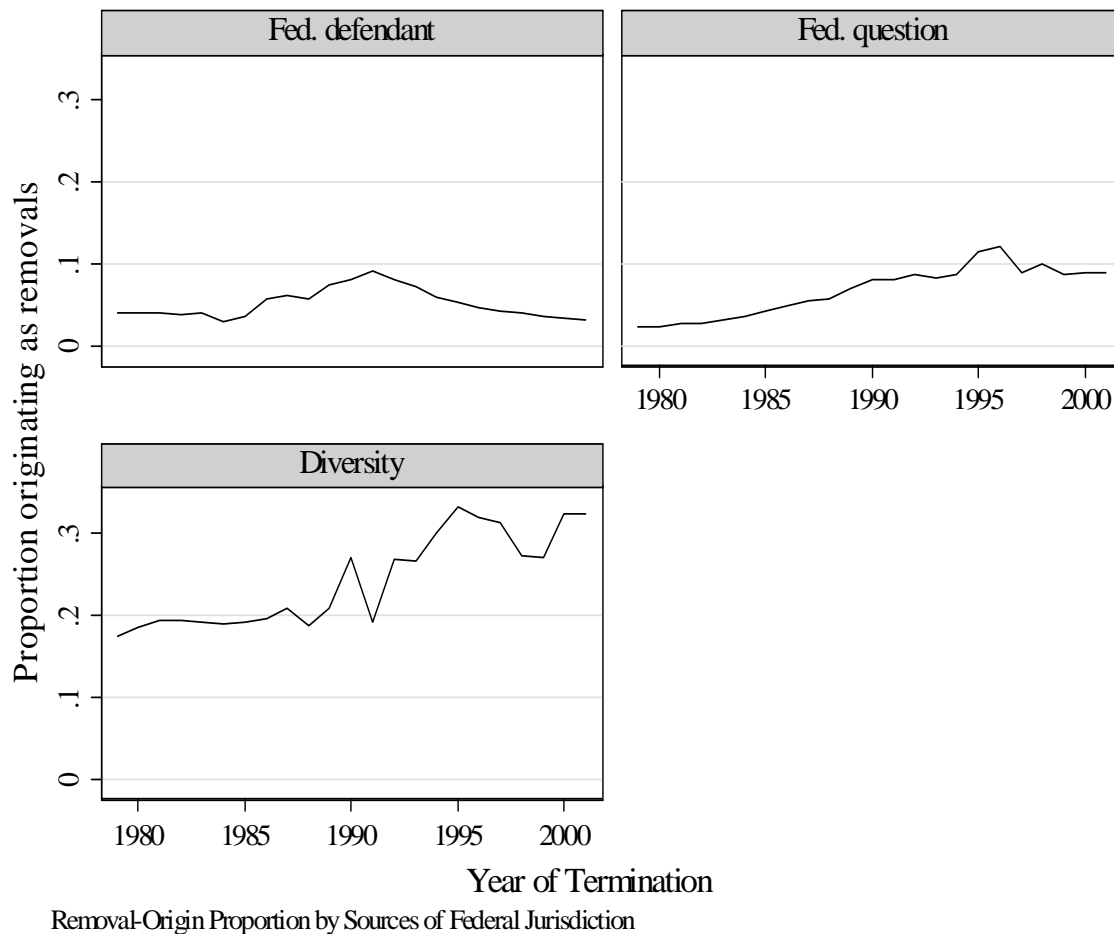 Fed. defendant
Fed. question
Proportion originating as removals
.3
.2
.1
0
1980 1985 1990 1995 2000
Diversity
.3
.2
.1
0
1980 1985 1990 1995 2000
Year of Termination
Removal-Origin Proportion by Sources of Federal Jurisdiction